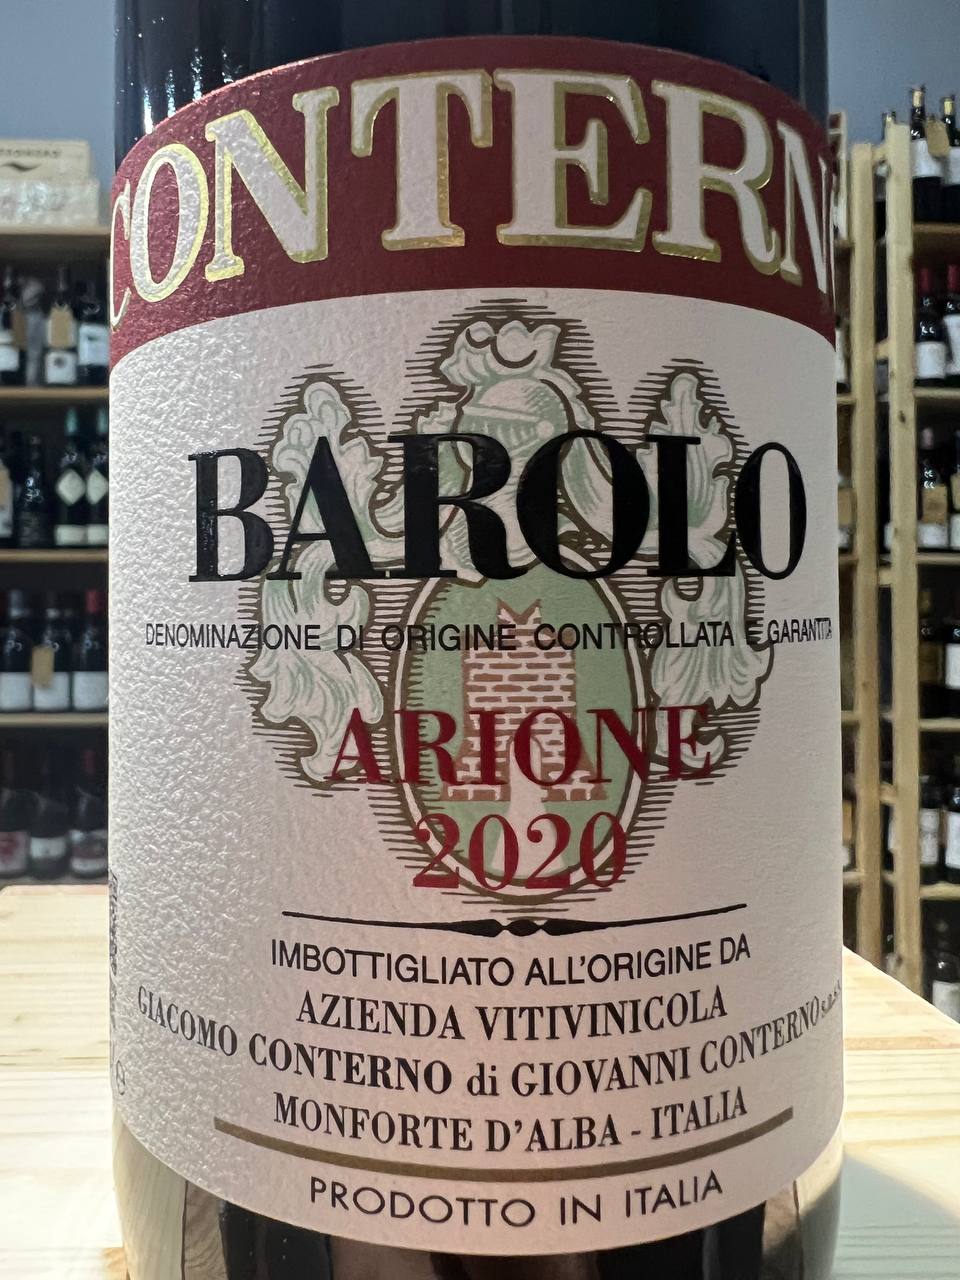 CONTERNO
BAROLO
DENOMINAZIONE DI ORIGINE CONTROLLATA E GARANTITA
ARIONE
2020
IMBOTTIGLIATO ALL'ORIGINE DA
AZIENDA VITIVINICOLA
GIACOMO CONTERNO di GIOVANNI CONTERNO s.a.s.
MONFORTE D'ALBA - ITALIA
PRODOTTO IN ITALIA